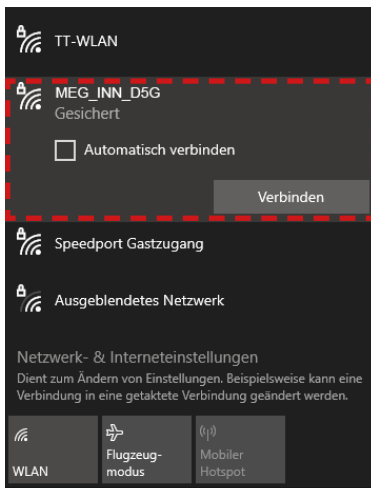 TT-WLAN
MEG_INN_D5G
Gesichert
Automatisch verbinden
Verbinden
Speedport Gastzugang
Ausgeblendetes Netzwerk
Netzwerk- & Interneteinstellungen
Dient zum Ändern von Einstellungen. Beispielsweise kann eine
Verbindung in eine getaktete Verbindung geändert werden.
WLAN
Flugzeug-
modus
Mobiler
Hotspot